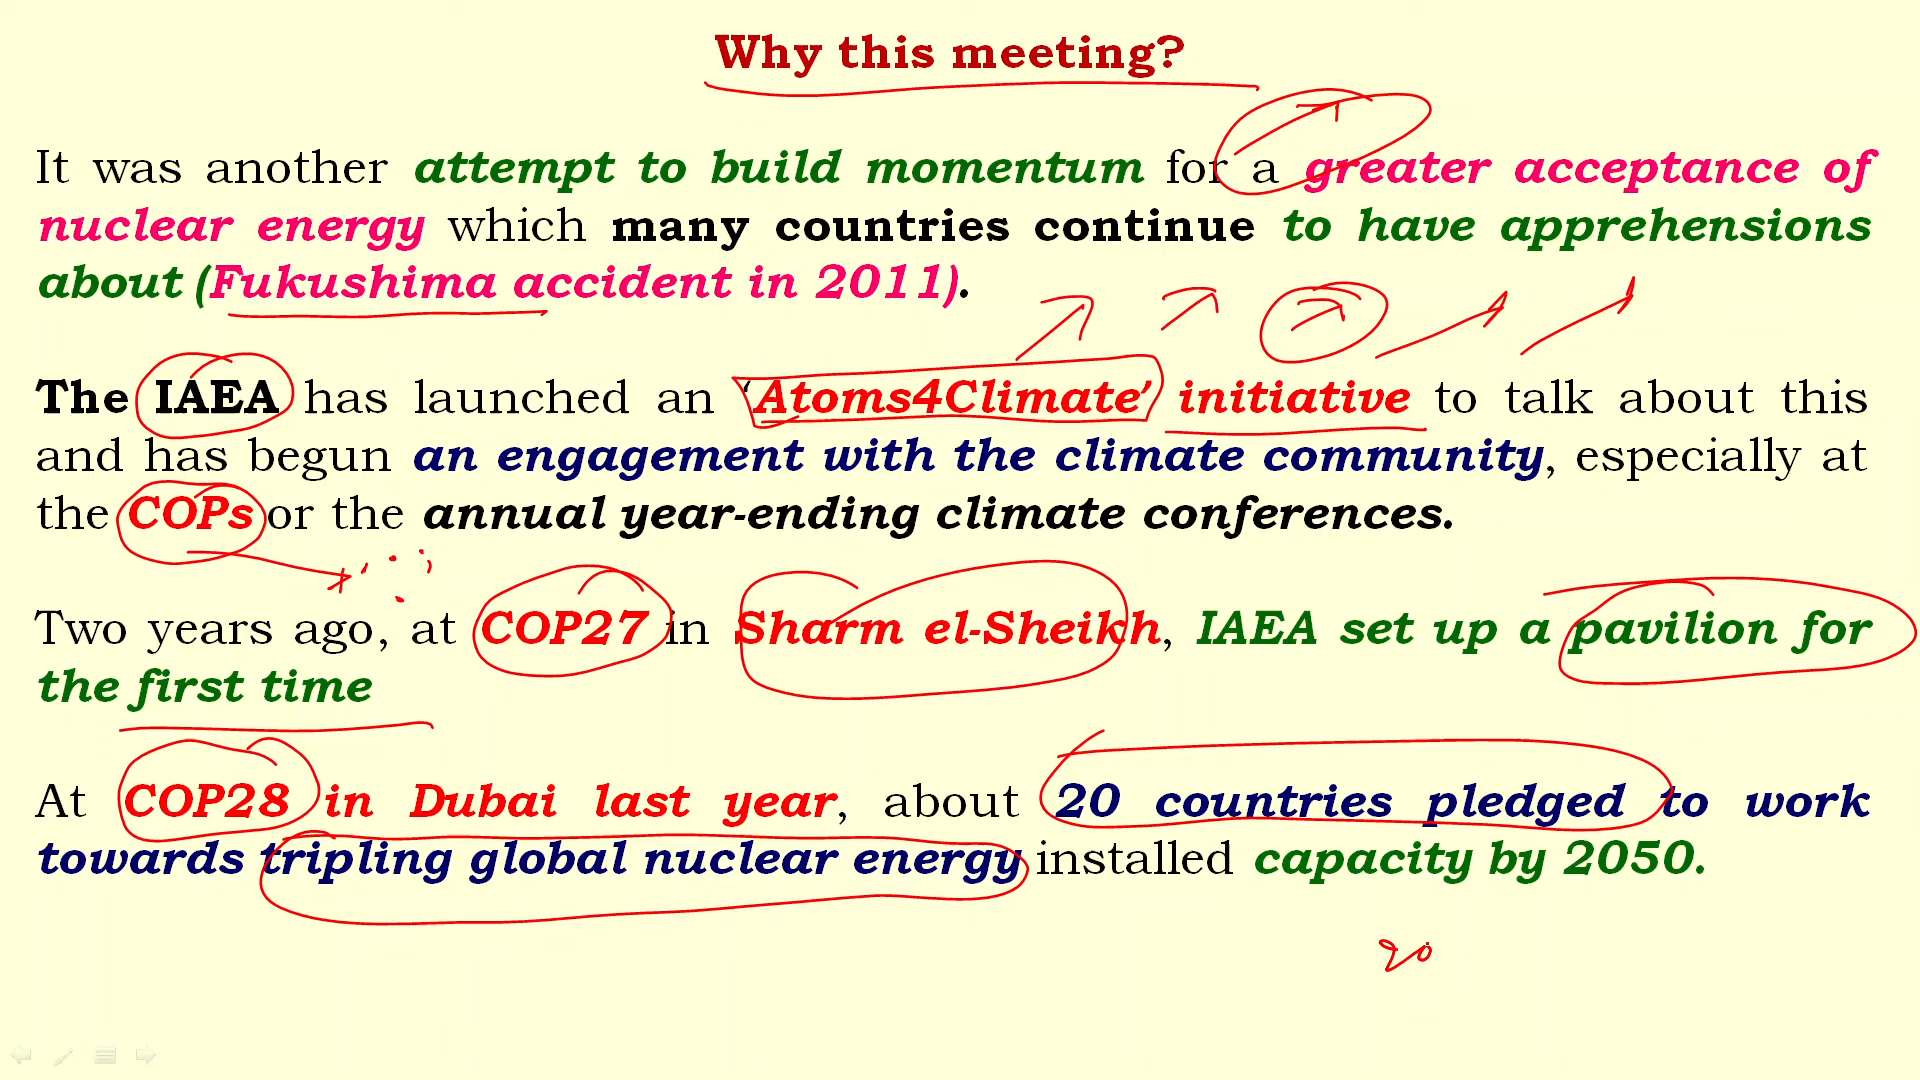 Why this meeting?
It was another attempt to build momentum for a greater acceptance of
nuclear energy which many countries continue to have apprehensions
about (Fukushima accident in 2011).
The IAEA has launched an ‘Atoms4Climate’ initiative to talk about this
and has begun an engagement with the climate community, especially at
the COPs or the annual year-ending climate conferences.
Two years ago, at COP27 in Sharm el-Sheikh, IAEA set up a pavilion for
the first time
At COP28 in Dubai last year, about 20 countries pledged to work
towards tripling global nuclear energy installed capacity by 2050.
20